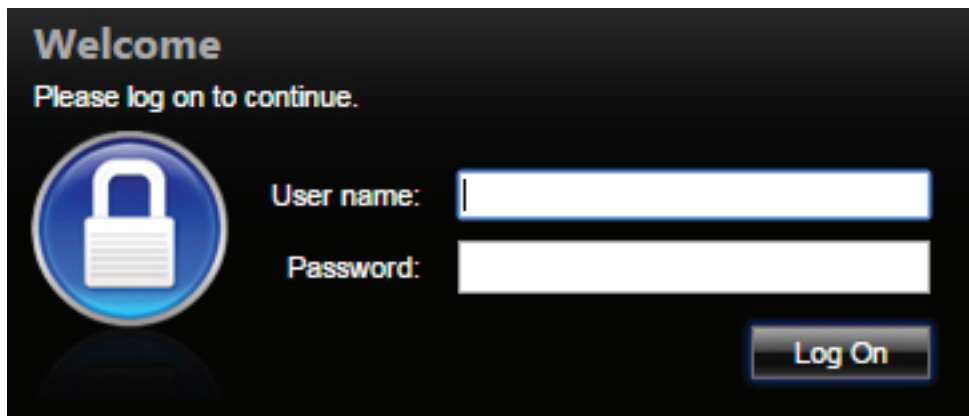 Welcome
Please log on to continue.
User name:
Password:
Log On